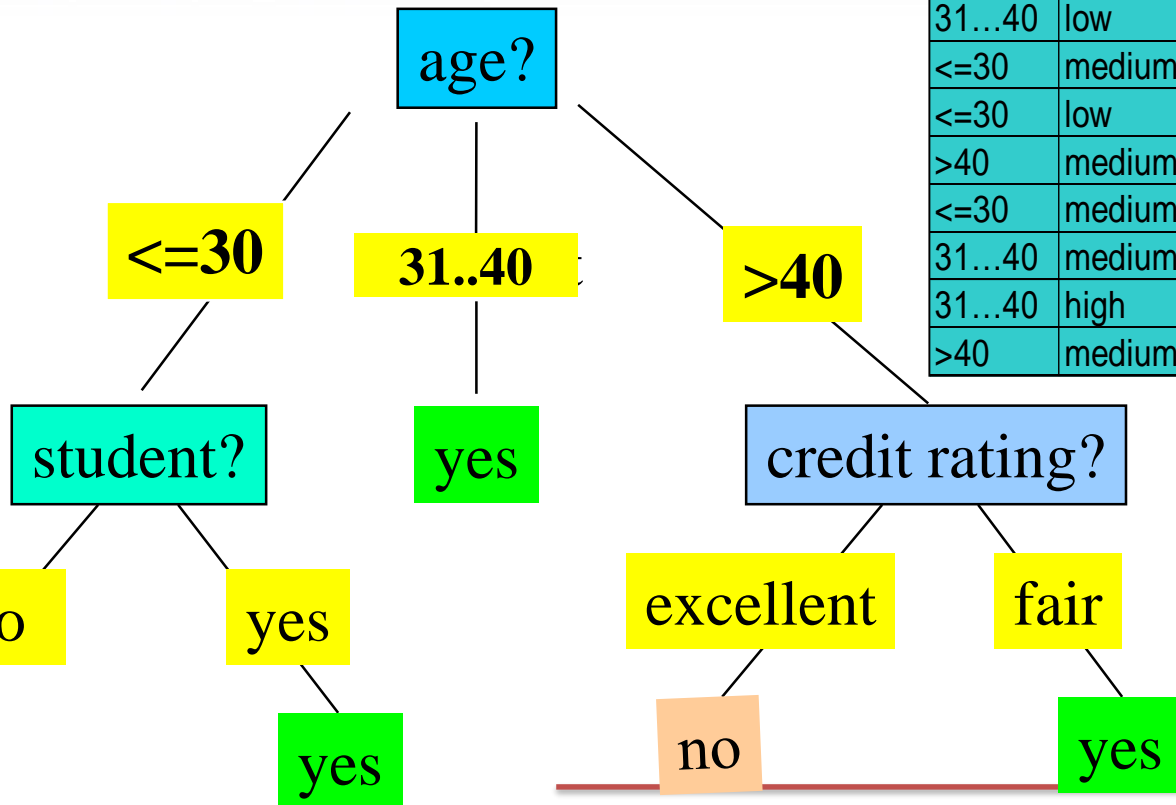 age?
31…40 low
<=30 medium
<=30 low
>40 medium
<=30 medium
31…40 medium
31…40 high
>40 medium
<=30
31..40
>40
student?
yes
credit rating?
o
yes
excellent
fair
yes
no
yes